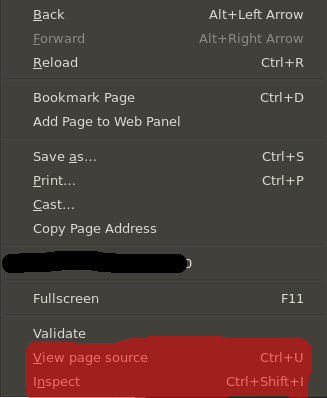 Back Alt+Left Arrow
Forward Alt+Right Arrow
Reload Ctrl+R
Bookmark Page Ctrl+D
Add Page to Web Panel
Save as... Ctrl+S
Print... Ctrl+P
Cast...
Copy Page Address
Fullscreen F11
Validate
View page source Ctrl+U
Inspect Ctrl+Shift+I